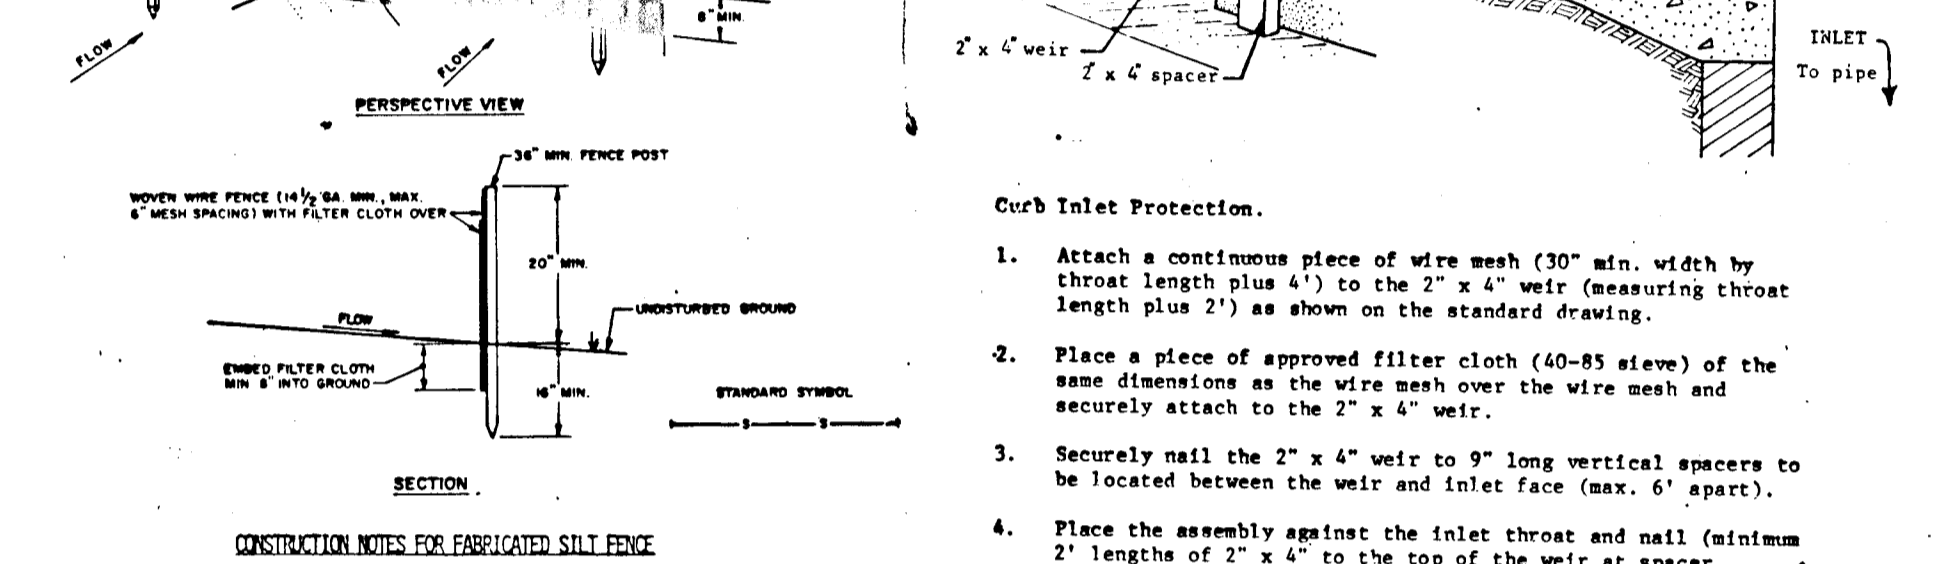 6" MIN.
FLOW
FLOW
PERSPECTIVE VIEW
36" MIN. FENCE POST
WOVEN WIRE FENCE (14 1/2 GA. MIN., MAX.
6" MESH SPACING) WITH FILTER CLOTH OVER
20" MIN.
UNDISTURBED GROUND
FLOW
EMBED FILTER CLOTH
MIN 8" INTO GROUND
16" MIN.
STANDARD SYMBOL
S S
SECTION
CONSTRUCTION NOTES FOR FABRICATED SILT FENCE
2" x 4" weir
2" x 4" spacer
INLET
To pipe
Curb Inlet Protection.
1. Attach a continuous piece of wire mesh (30" min. width by
throat length plus 4') to the 2" x 4" weir (measuring throat
length plus 2') as shown on the standard drawing.
2. Place a piece of approved filter cloth (40-85 sieve) of the
same dimensions as the wire mesh over the wire mesh and
securely attach to the 2" x 4" weir.
3. Securely nail the 2" x 4" weir to 9" long vertical spacers to
be located between the weir and inlet face (max. 6' apart).
4. Place the assembly against the inlet throat and nail (minimum
2' lengths of 2" x 4" to the top of the weir at spacer